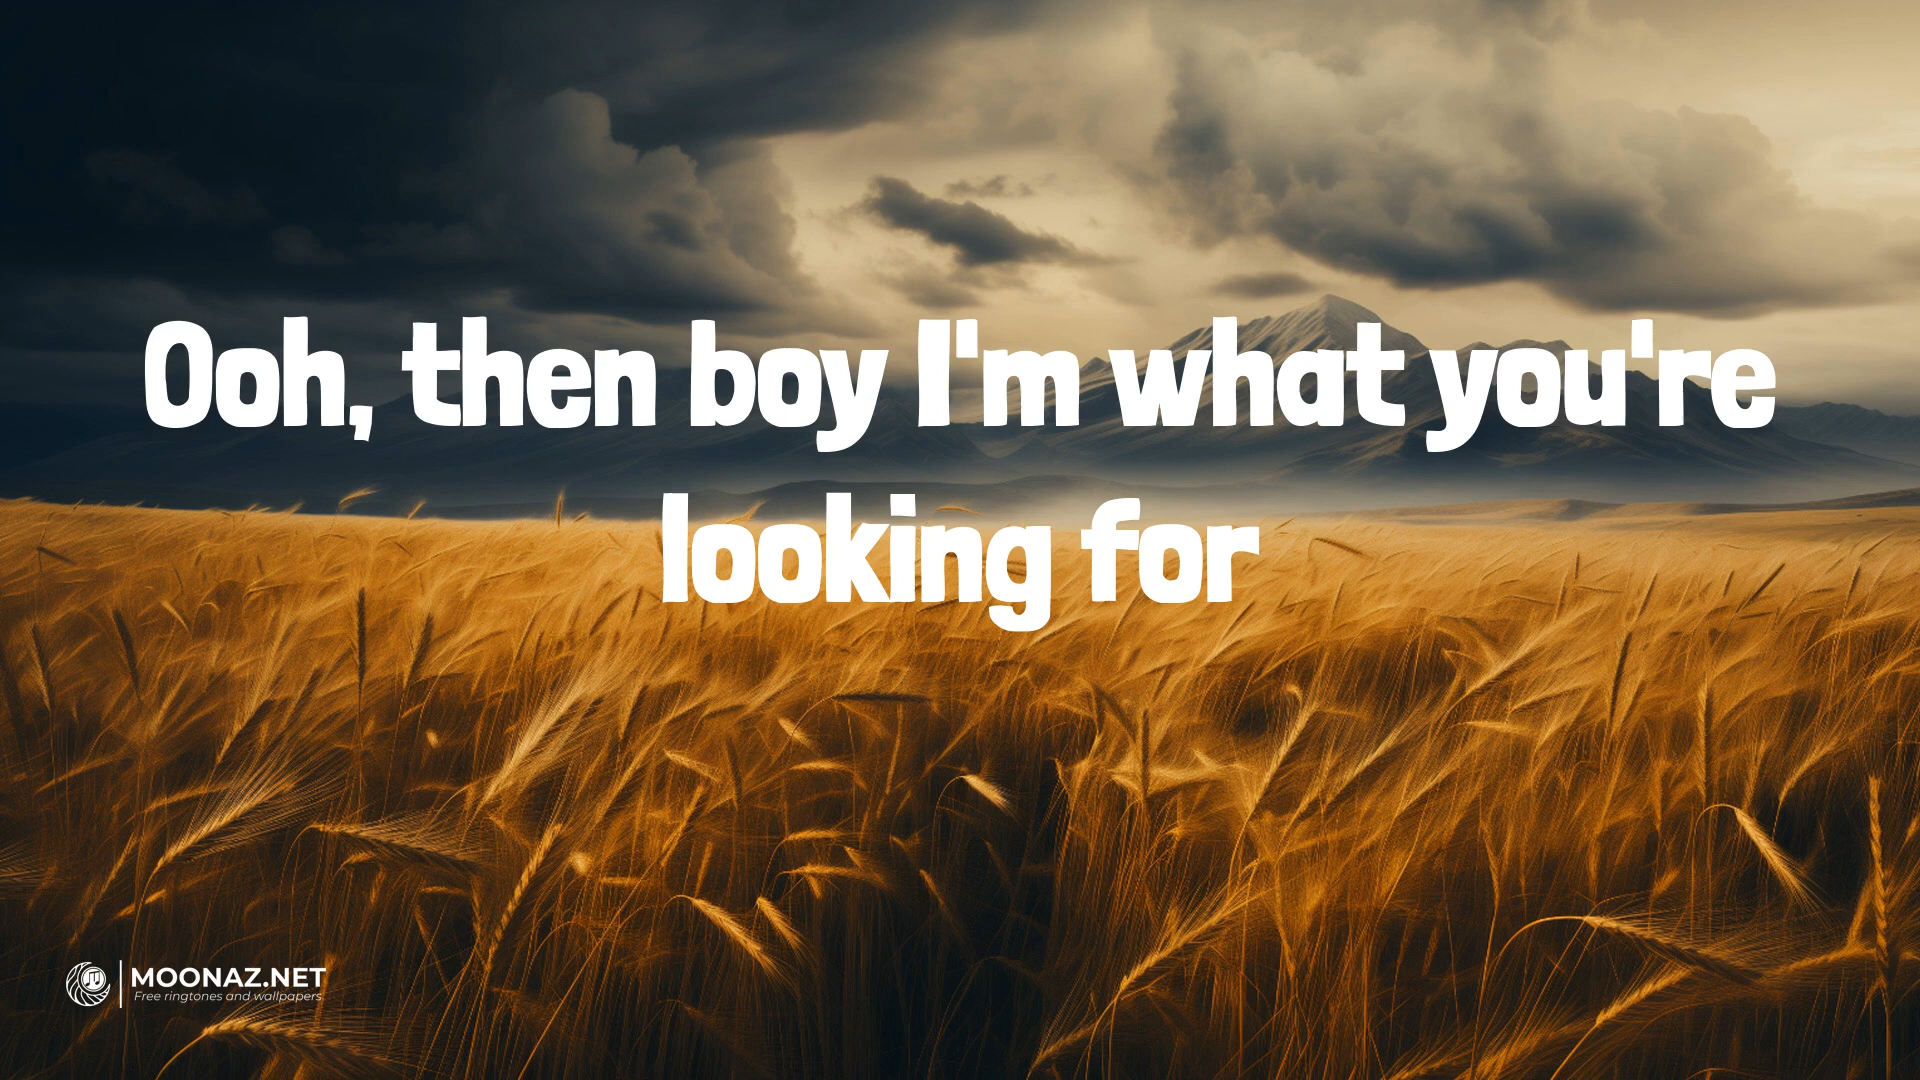 Ooh, then boy I'm what you're
looking for
MOONAZ.NET
Free ringtones and wallpapers